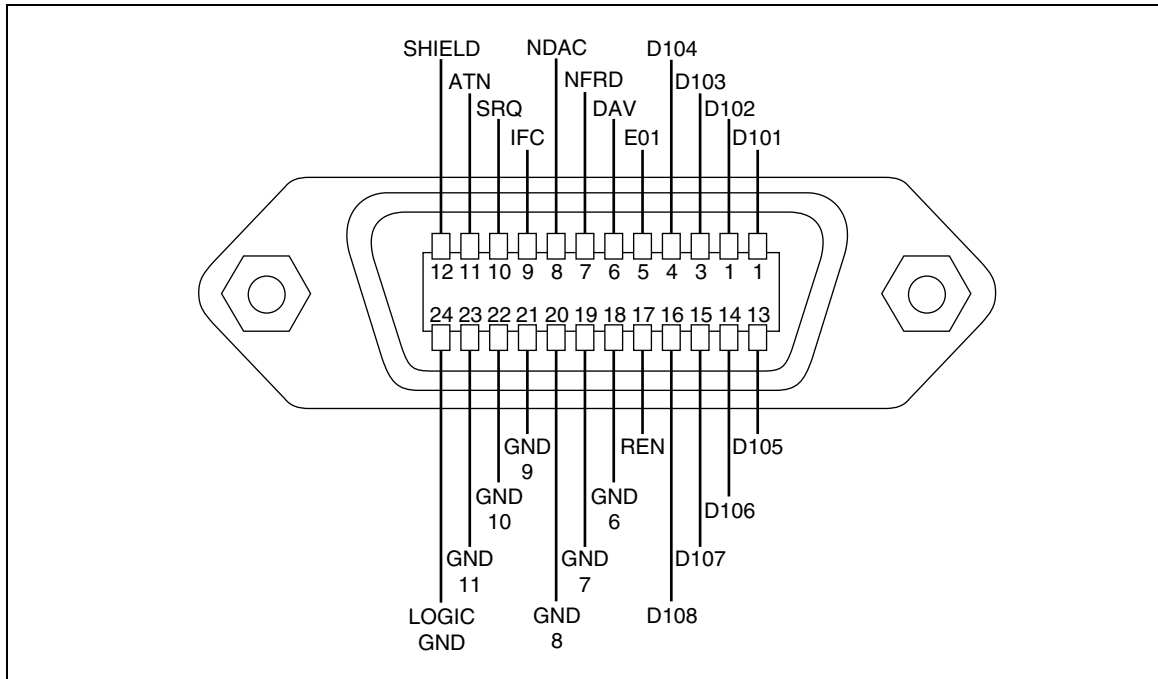 SHIELD NDAC D104
ATN NFRD D103
SRQ DAV D102
IFC E01 D101
12 11 10 9 8 7 6 5 4 3 1 1
24 23 22 21 20 19 18 17 16 15 14 13
GND 9
REN
D105
GND 10
GND 6
D106
GND 11
GND 7
D107
LOGIC GND
GND 8
D108